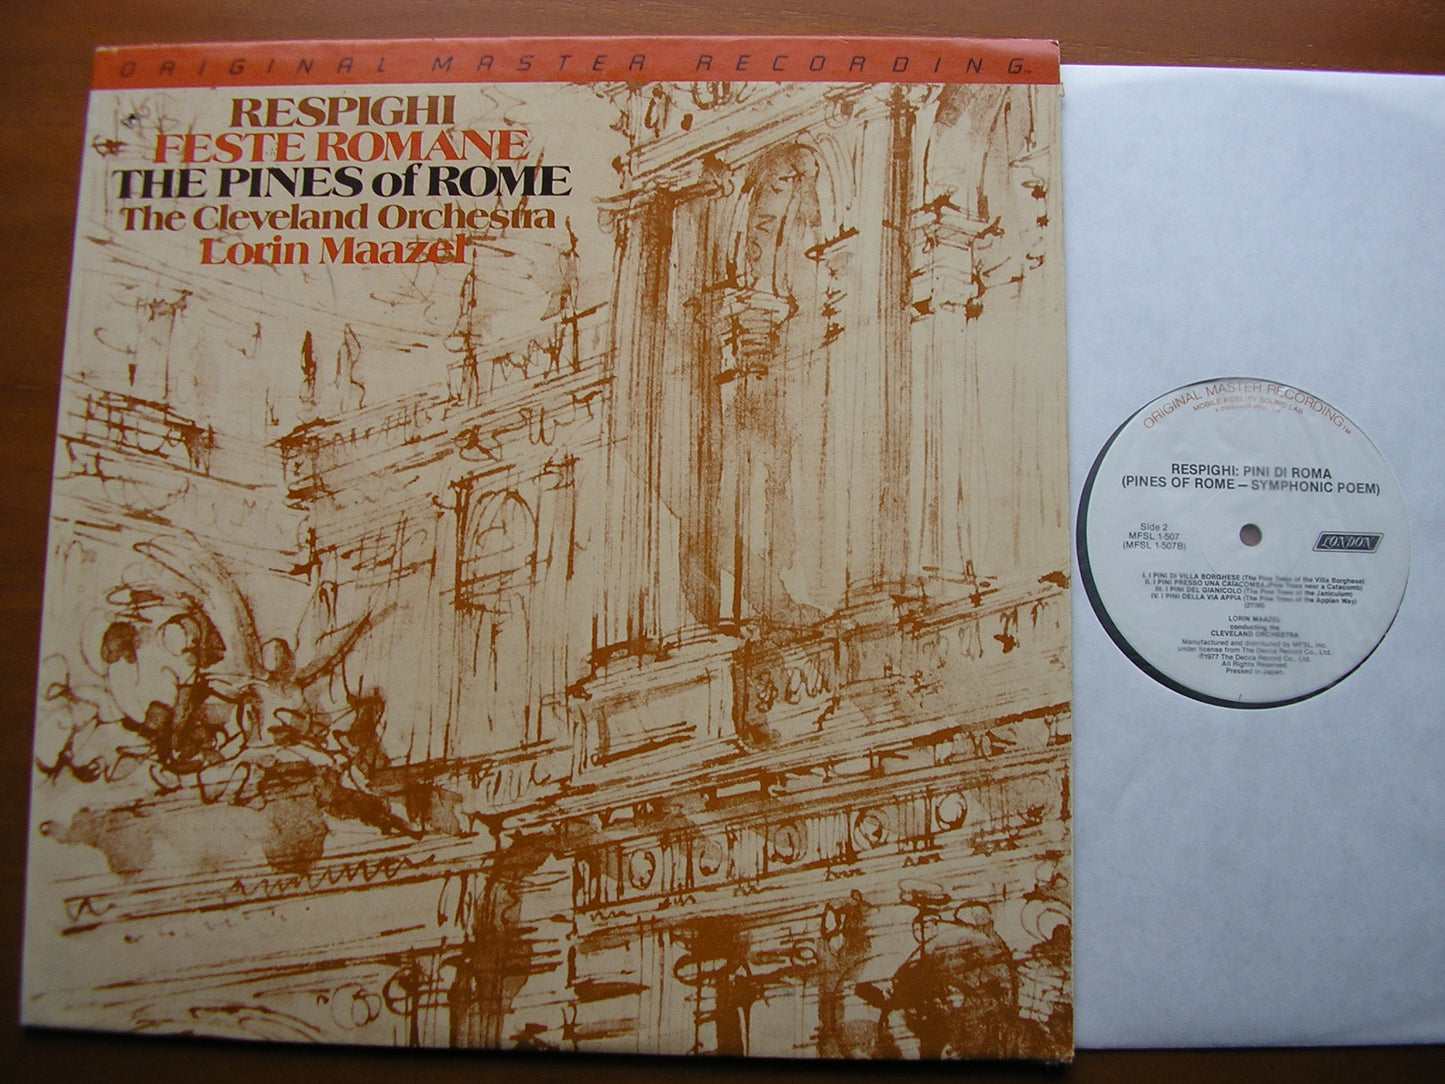 ORIGINAL MASTER RECORDING™
RESPIGHI
FESTE ROMANE
THE PINES of ROME
The Cleveland Orchestra
Lorin Maazel
ORIGINAL MASTER RECORDING™
MOBILE FIDELITY SOUND LAB
RESPIGHI: PINI DI ROMA
(PINES OF ROME – SYMPHONIC POEM)
Side 2
MFSL 1-507
(MFSL 1-507B)
LONDON
I. I PINI DI VILLA BORGHESE (The Pine Trees of the Villa Borghese)
II. I PINI PRESSO UNA CATACOMBA (Pine Trees near a Catacomb)
III. I PINI DEL GIANICOLO (The Pine Trees of the Janiculum)
IV. I PINI DELLA VIA APPIA (The Pine Trees of the Appian Way)
LORIN MAAZEL
conducting the
CLEVELAND ORCHESTRA
Manufactured and distributed by MFSL, Inc.
under license from The Decca Record Co., Ltd.
℗1977 The Decca Record Co., Ltd.
All Rights Reserved.
Pressed in Japan.